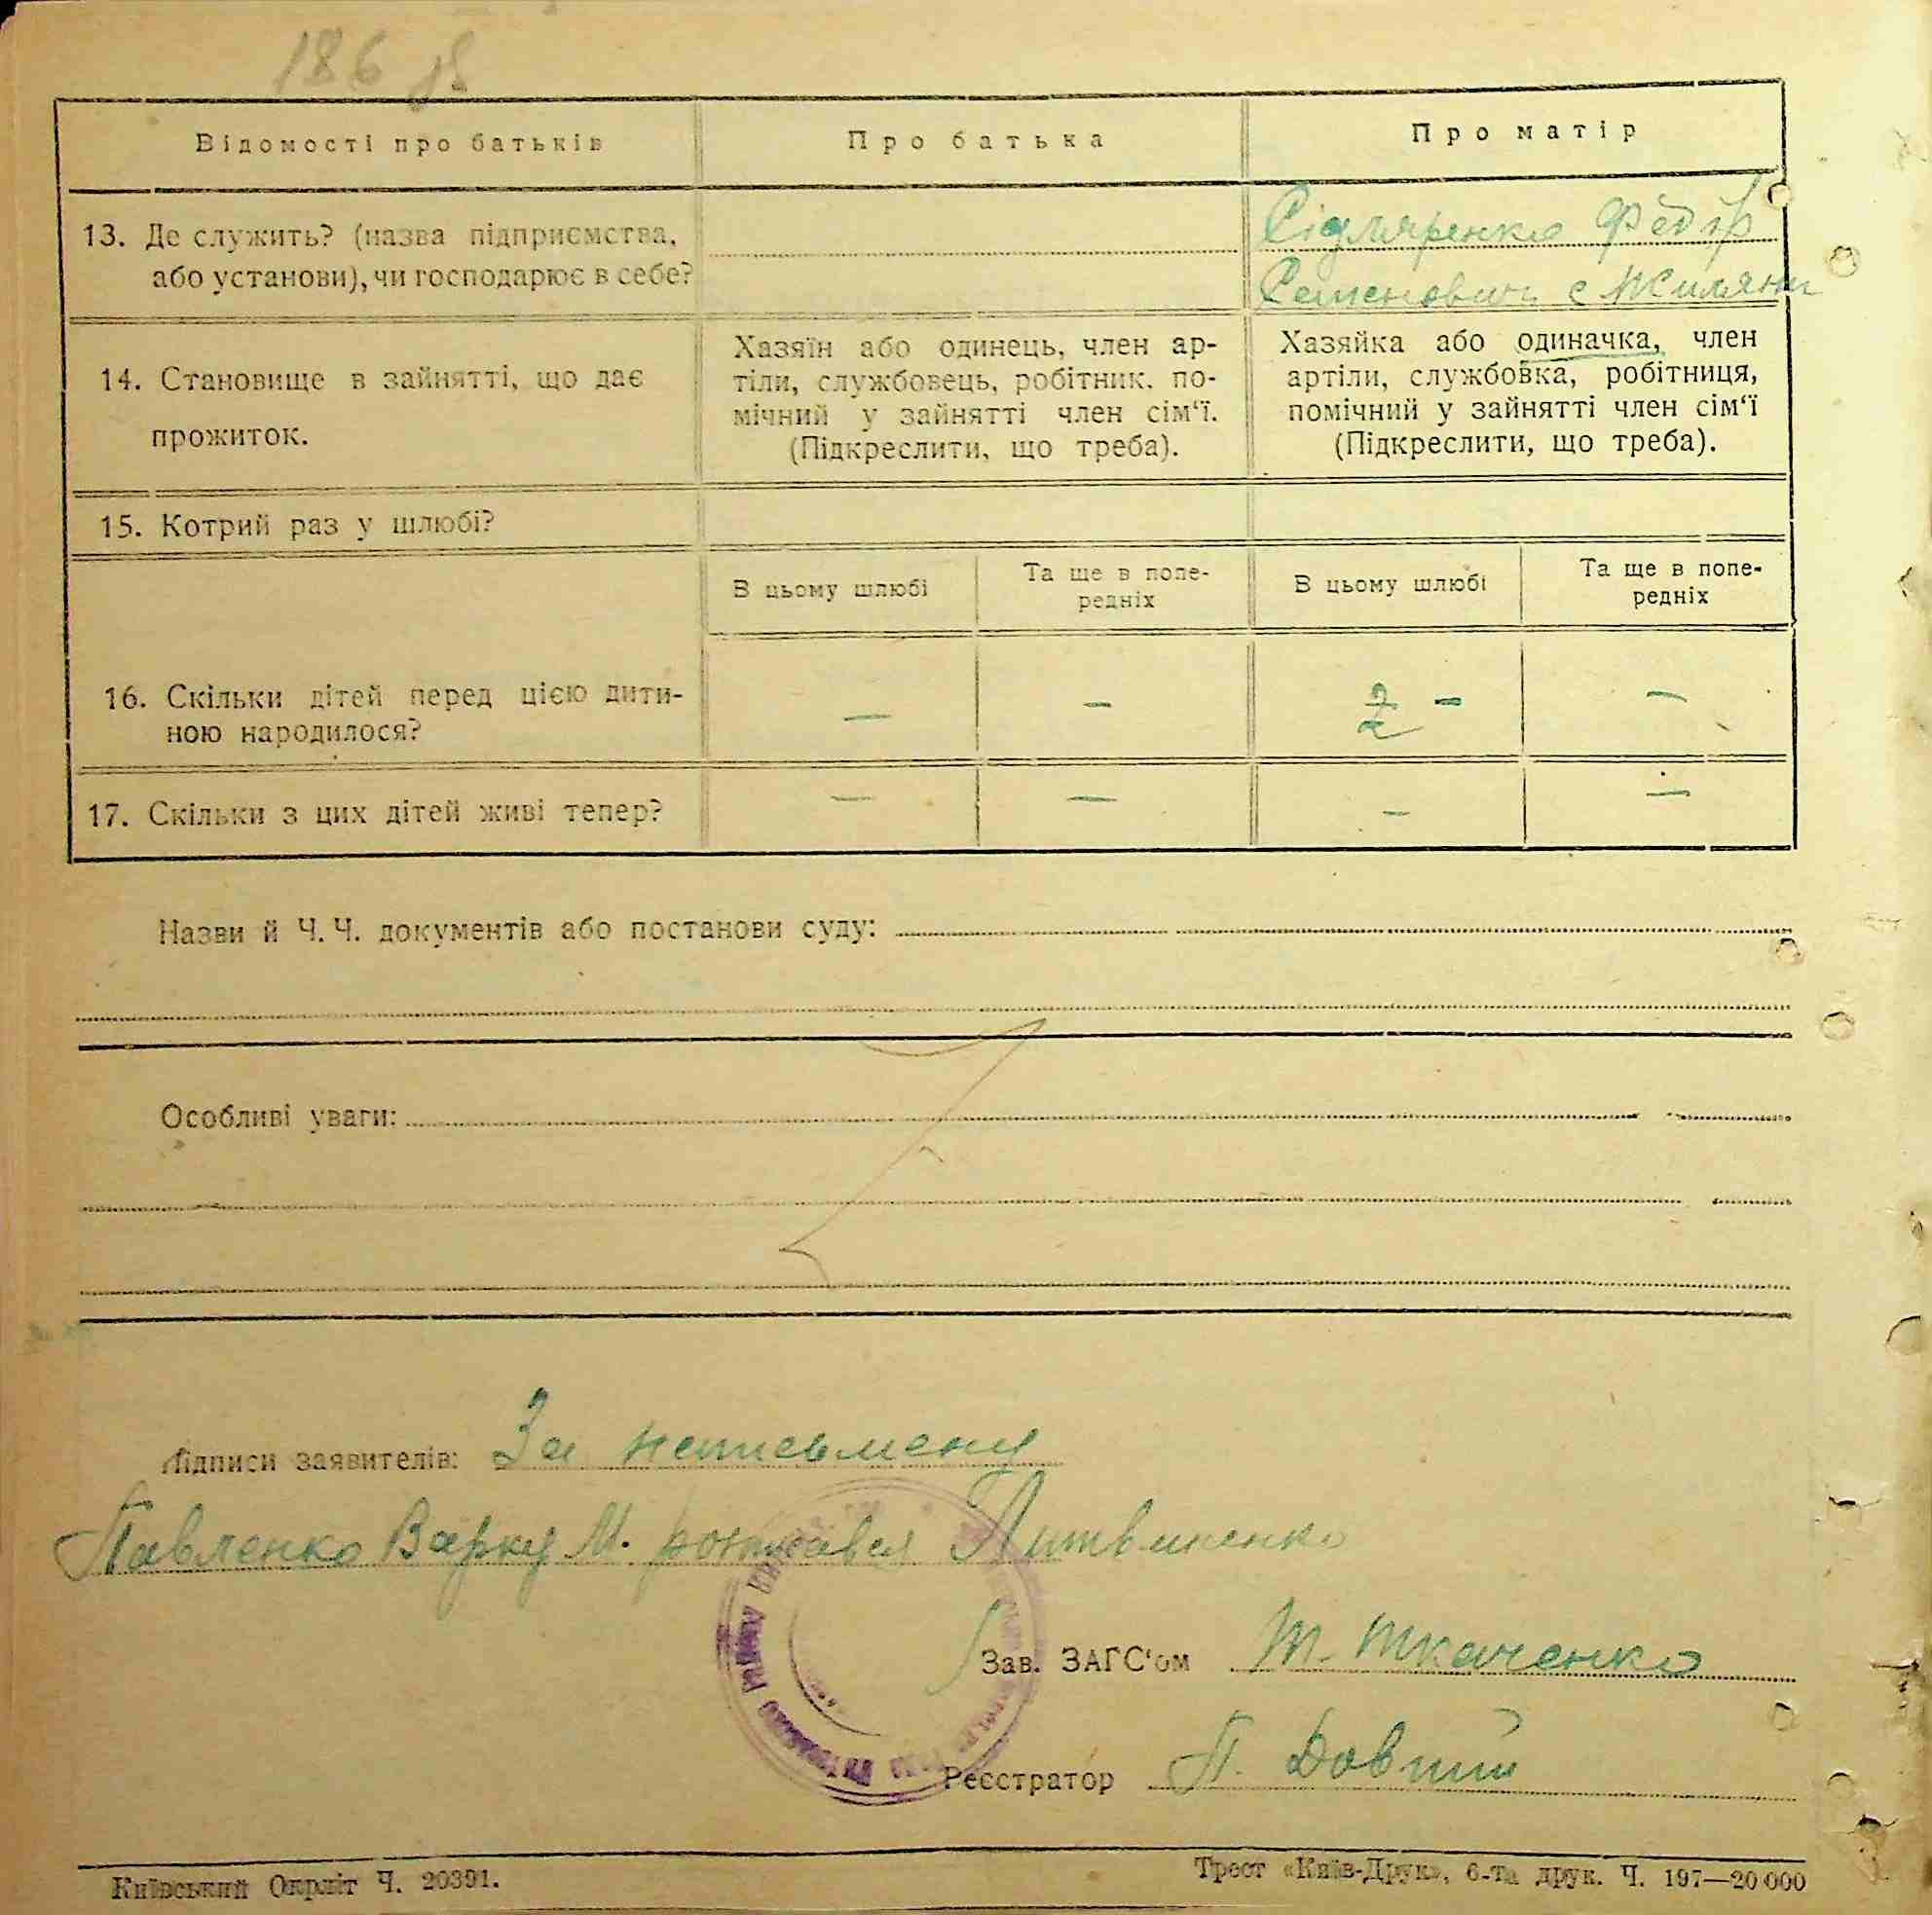 186
Відомості про батьків
Про батька
Про матір
13. Де служить? (назва підприємства,
або установи), чи господарює в себе?
Скляренко Федір
Семенович с Жиляни
14. Становище в зайнятті, що дає
прожиток.
Хазяїн або одинець, член ар-
тіли, службовець, робітник. по-
мічний у зайнятті член сім‘ї.
(Підкреслити, що треба).
Хазяйка або одиначка, член
артіли, службовка, робітниця,
помічний у зайнятті член сім‘ї
(Підкреслити, що треба).
15. Котрий раз у шлюбі?
В цьому шлюбі
Та ще в попе-
редніх
В цьому шлюбі
Та ще в попе-
редніх
16. Скільки дітей перед цією дити-
ною народилося?
— – 2 – —
17. Скільки з цих дітей живі тепер?
— — – —
Назви й Ч. Ч. документів або постанови суду:
Особливі уваги:
Підписи заявителів: За неписьмену
Павленко Варку М. розписався Литвиненко
Зав. ЗАГС‘ом Т. Ткаченко
Реєстратор П. Довгий
Київський Окрліт Ч. 20391.
Трест «Київ-Друк», 6-та друк. Ч. 197—20 000